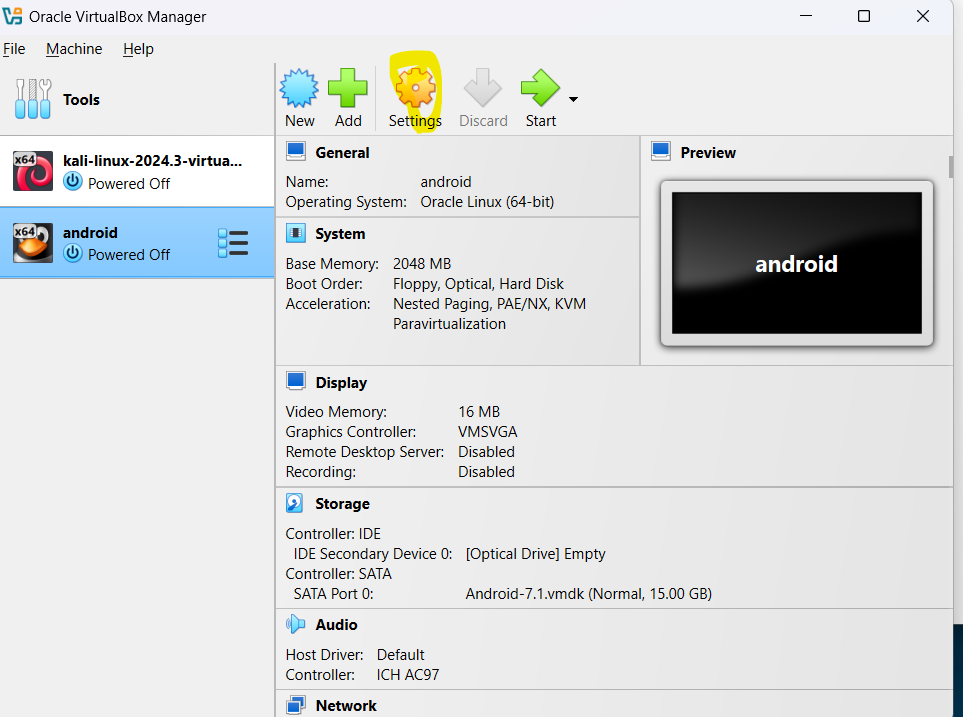 Oracle VirtualBox Manager
File Machine Help
Tools
New Add Settings Discard Start
x64 kali-linux-2024.3-virtua...
Powered Off
x64 android
Powered Off
General
Name: android
Operating System: Oracle Linux (64-bit)
System
Base Memory: 2048 MB
Boot Order: Floppy, Optical, Hard Disk
Acceleration: Nested Paging, PAE/NX, KVM
Paravirtualization
Preview
android
Display
Video Memory: 16 MB
Graphics Controller: VMSVGA
Remote Desktop Server: Disabled
Recording: Disabled
Storage
Controller: IDE
IDE Secondary Device 0: [Optical Drive] Empty
Controller: SATA
SATA Port 0: Android-7.1.vmdk (Normal, 15.00 GB)
Audio
Host Driver: Default
Controller: ICH AC97
Network